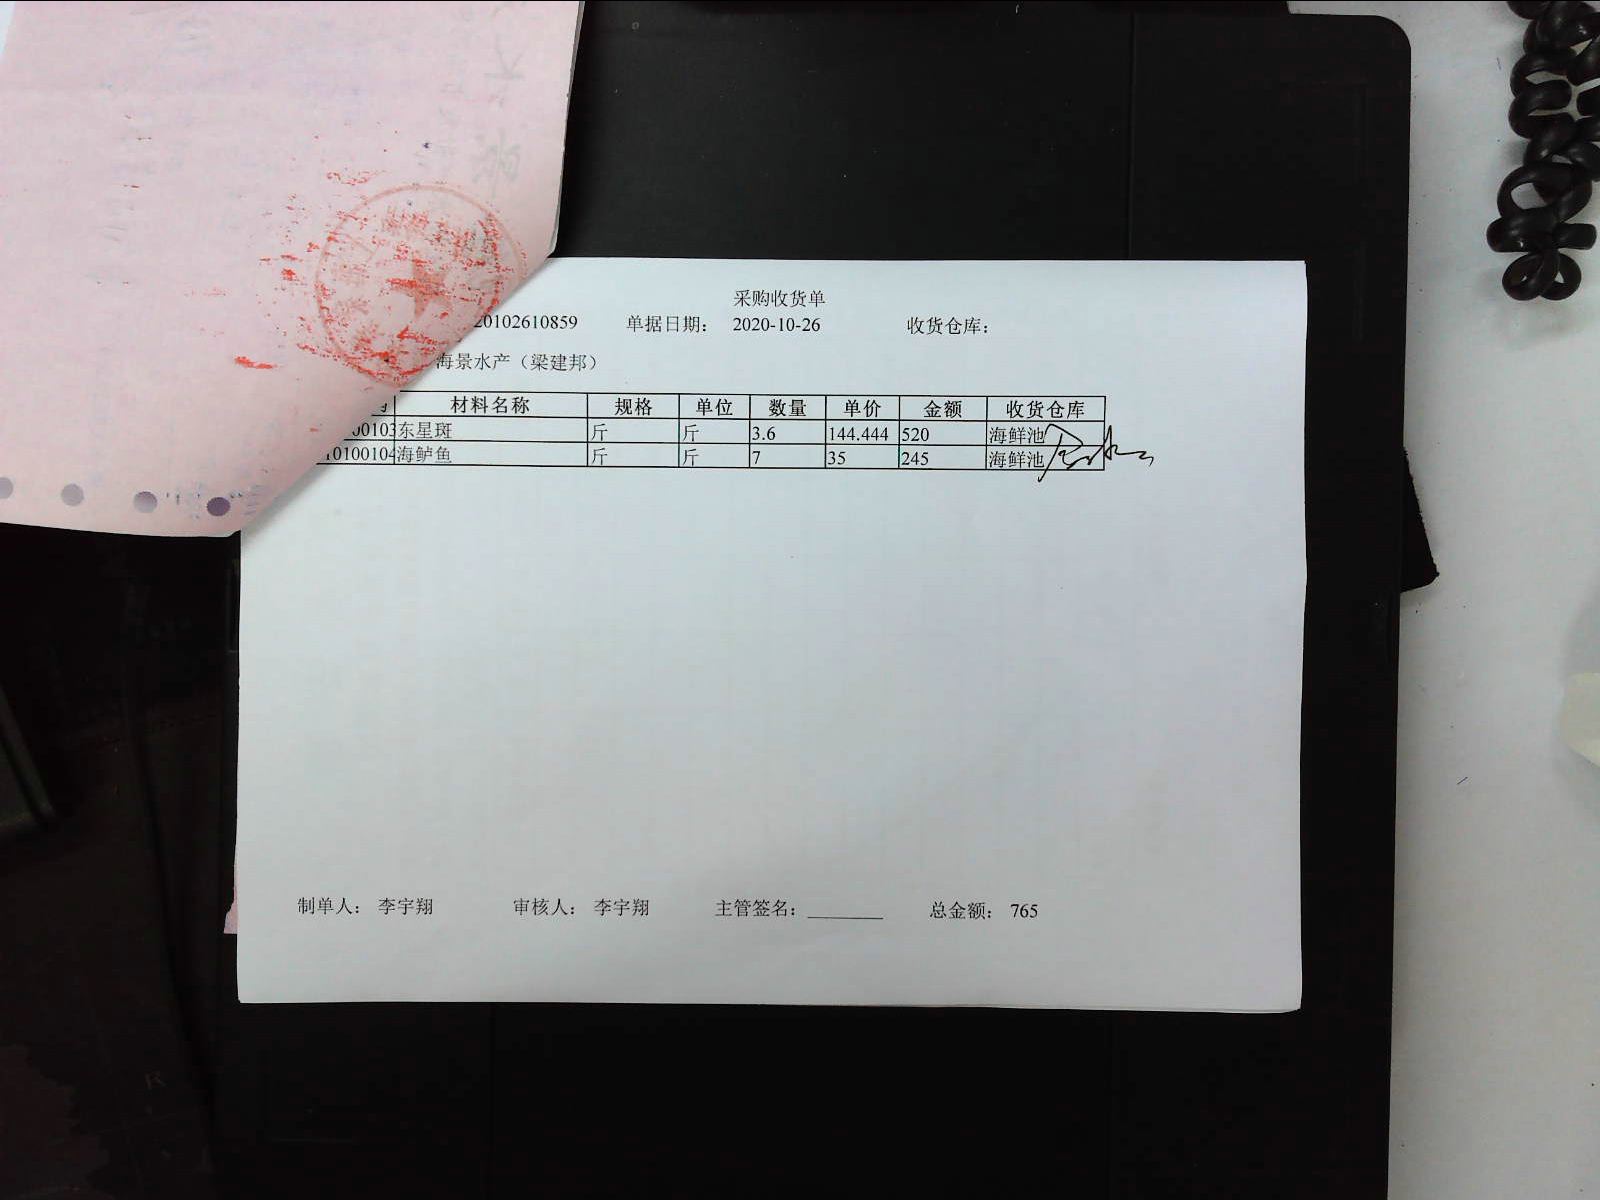 采购收货单
20102610859 单据日期： 2020-10-26 收货仓库：
海景水产（梁建邦）
材料名称 规格 单位 数量 单价 金额 收货仓库
00103 东星斑 斤 斤 3.6 144.444 520 海鲜池
10100104 海鲈鱼 斤 斤 7 35 245 海鲜池
制单人： 李宇翔 审核人： 李宇翔 主管签名：________ 总金额： 765